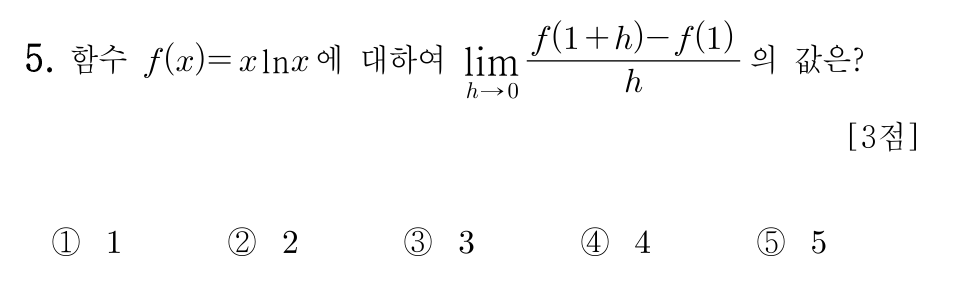 5. 함수 f(x)=xlnx에 대하여 lim_{h→0} \frac{f(1+h)-f(1)}{h} 의 값은?
[3점]
① 1 ② 2 ③ 3 ④ 4 ⑤ 5